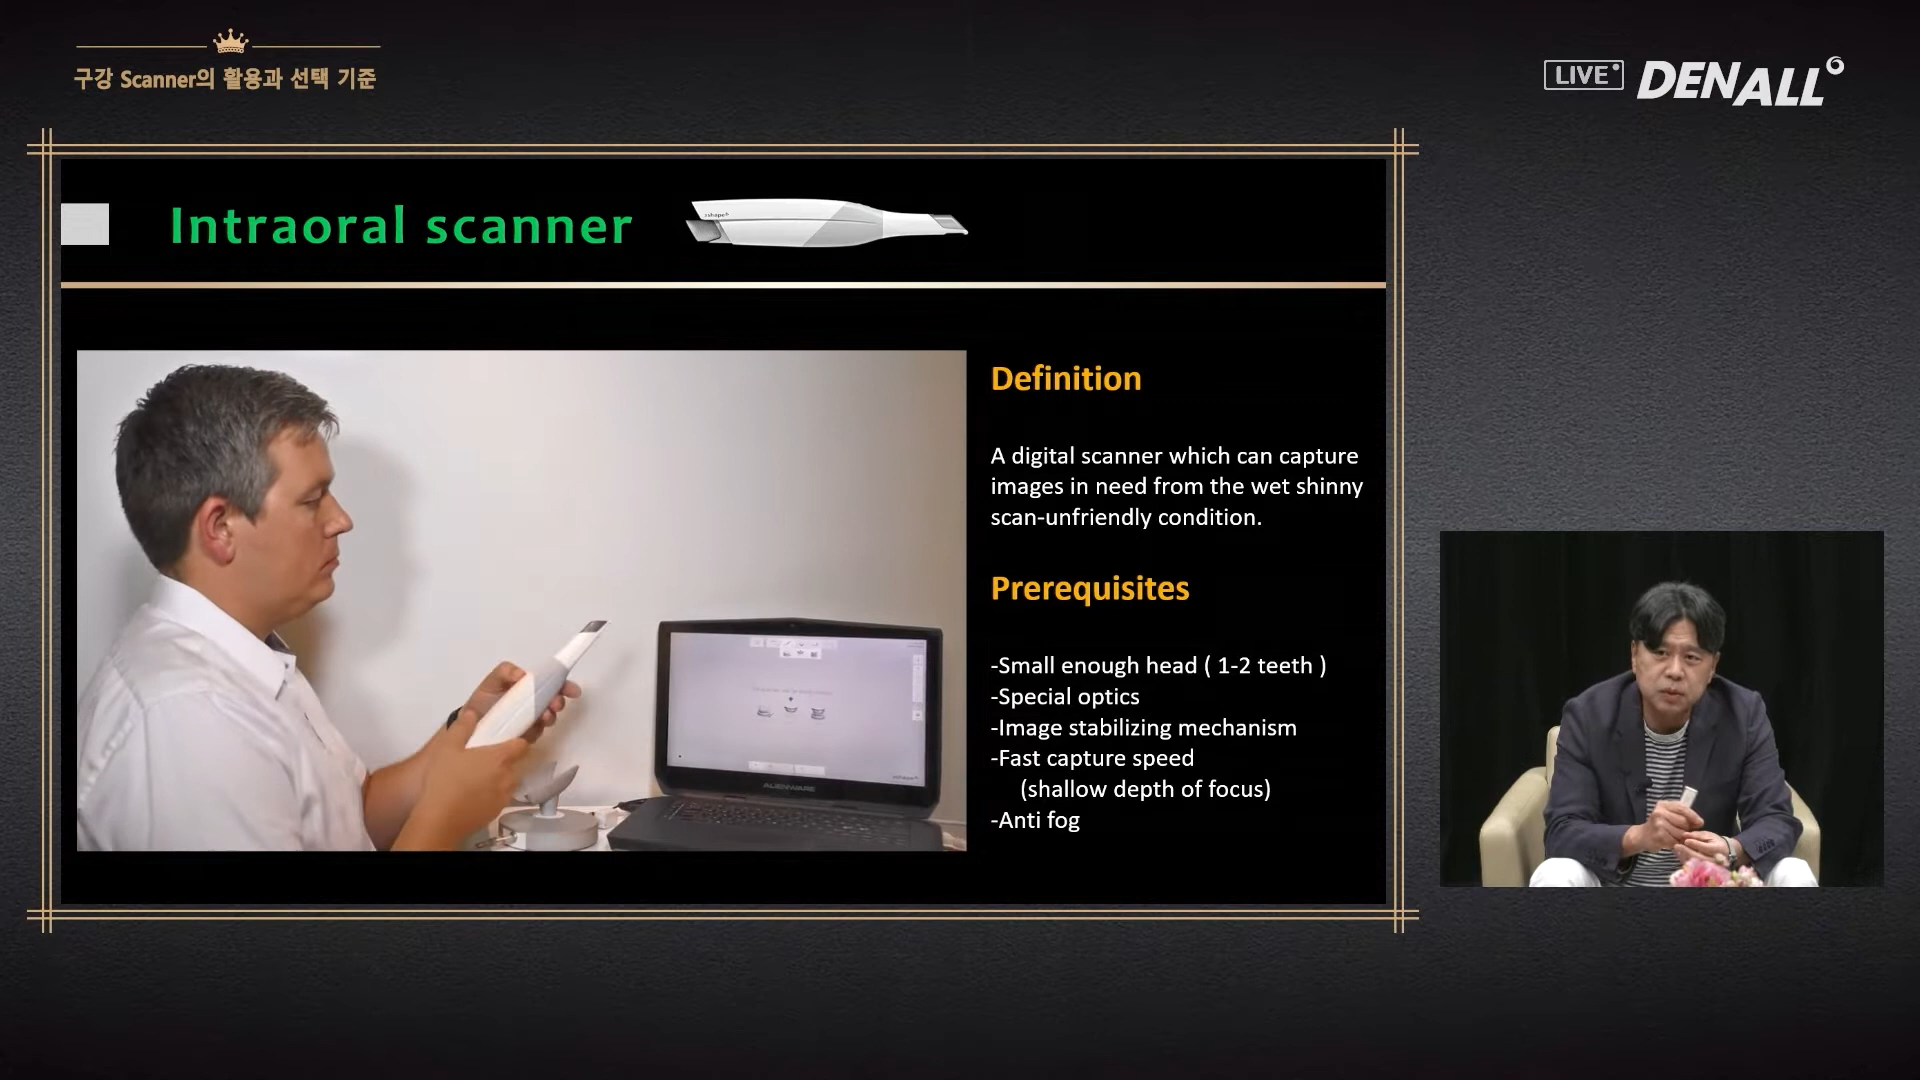 구강 Scanner의 활용과 선택 기준
LIVE
DENALL
Intraoral scanner
3shape
Definition
A digital scanner which can capture
images in need from the wet shinny
scan-unfriendly condition.
Prerequisites
-Small enough head ( 1-2 teeth )
-Special optics
-Image stabilizing mechanism
-Fast capture speed
(shallow depth of focus)
-Anti fog
ALIENWARE